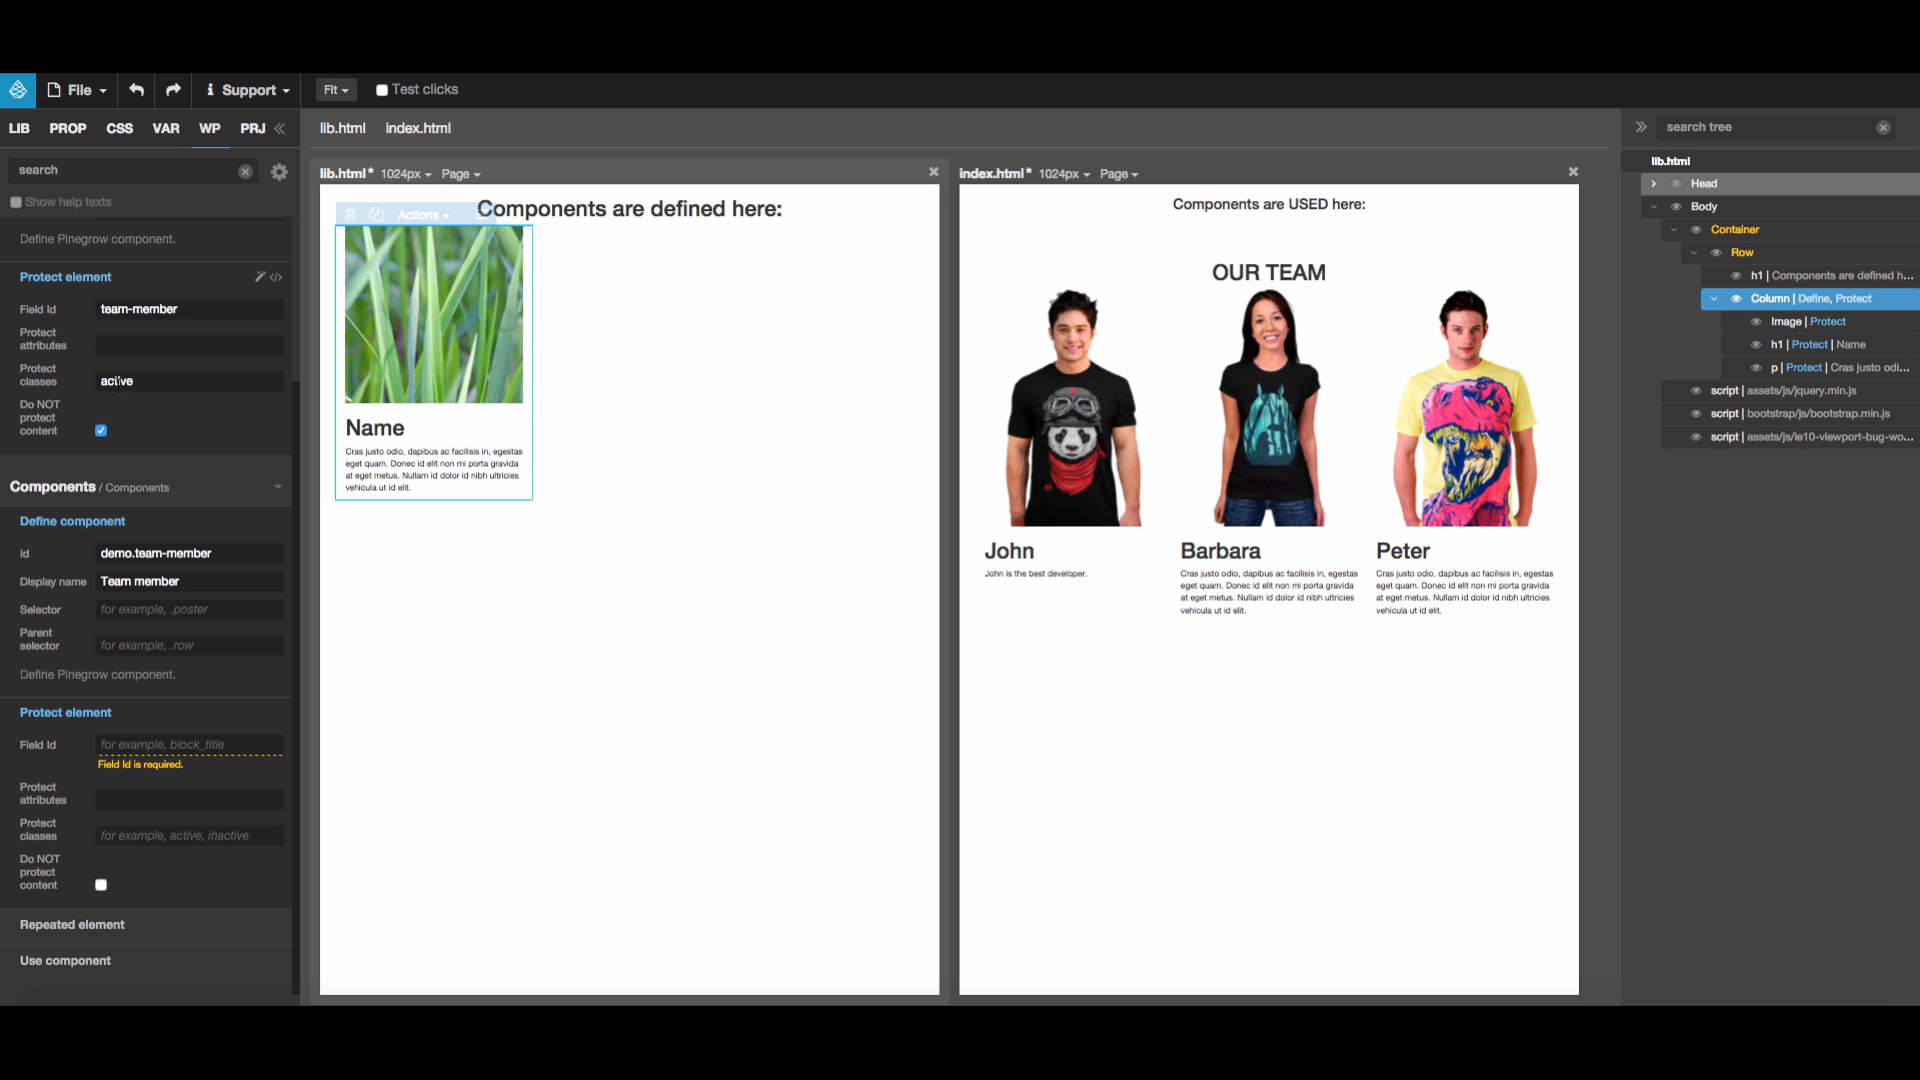 File
Support
Fit
Test clicks
LIB PROP CSS VAR WP PRJ
lib.html index.html
search
Show help texts
Define Pinegrow component.
Protect element
Field Id team-member
Protect attributes
Protect classes active
Do NOT protect content
Components / Components
Define component
Id demo.team-member
Display name Team member
Selector for example, .poster
Parent selector for example, .row
Define Pinegrow component.
Protect element
Field Id for example, block_title
Field Id is required.
Protect attributes
Protect classes for example, active, inactive
Do NOT protect content
Repeated element
Use component
lib.html* 1024px Page
Actions
Components are defined here:
Name
Cras justo odio, dapibus ac facilisis in, egestas
eget quam. Donec id elit non mi porta gravida
at eget metus. Nullam id dolor id nibh ultricies
vehicula ut id elit.
index.html* 1024px Page
Components are USED here:
OUR TEAM
John
John is the best developer.
Barbara
Cras justo odio, dapibus ac facilisis in, egestas
eget quam. Donec id elit non mi porta gravida
at eget metus. Nullam id dolor id nibh ultricies
vehicula ut id elit.
Peter
Cras justo odio, dapibus ac facilisis in, egestas
eget quam. Donec id elit non mi porta gravida
at eget metus. Nullam id dolor id nibh ultricies
vehicula ut id elit.
search tree
lib.html
Head
Body
Container
Row
h1 | Components are defined h...
Column | Define, Protect
Image | Protect
h1 | Protect | Name
p | Protect | Cras justo odi...
script | assets/js/jquery.min.js
script | bootstrap/js/bootstrap.min.js
script | assets/js/ie10-viewport-bug-wo...